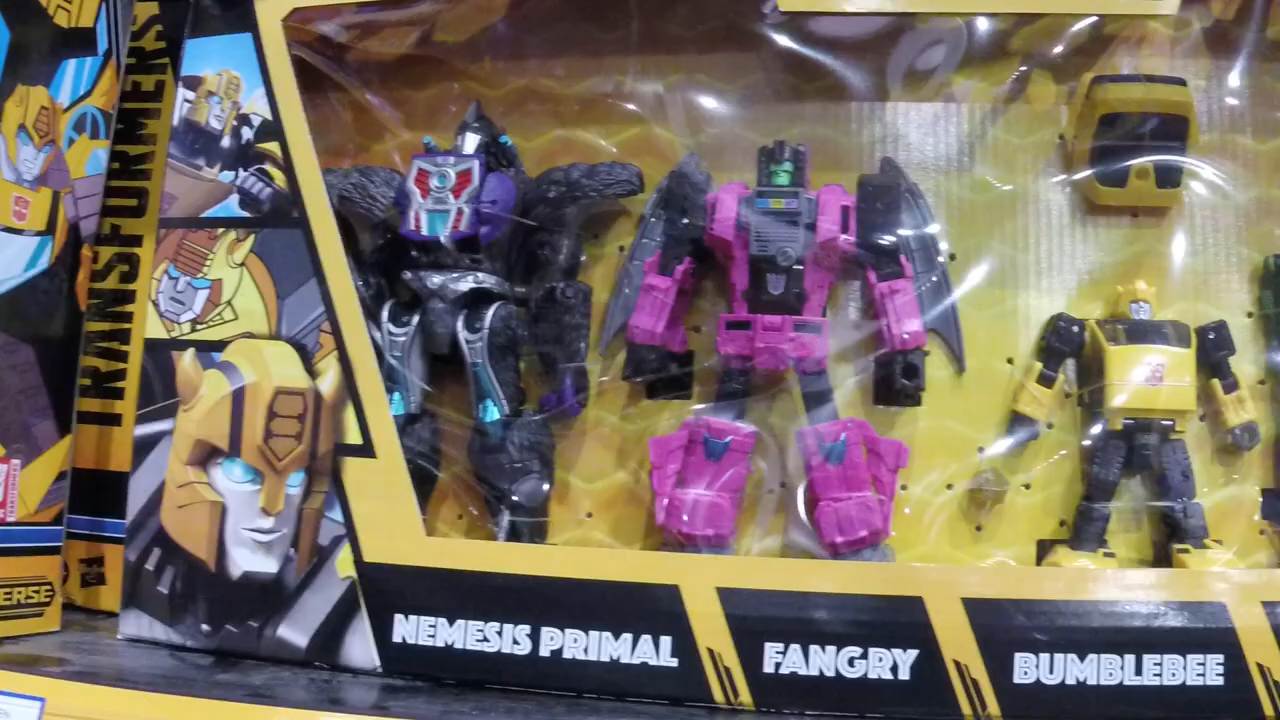 TRANSFORMERS
ERSE
NEMESIS PRIMAL
FANGRY
BUMBLEBEE